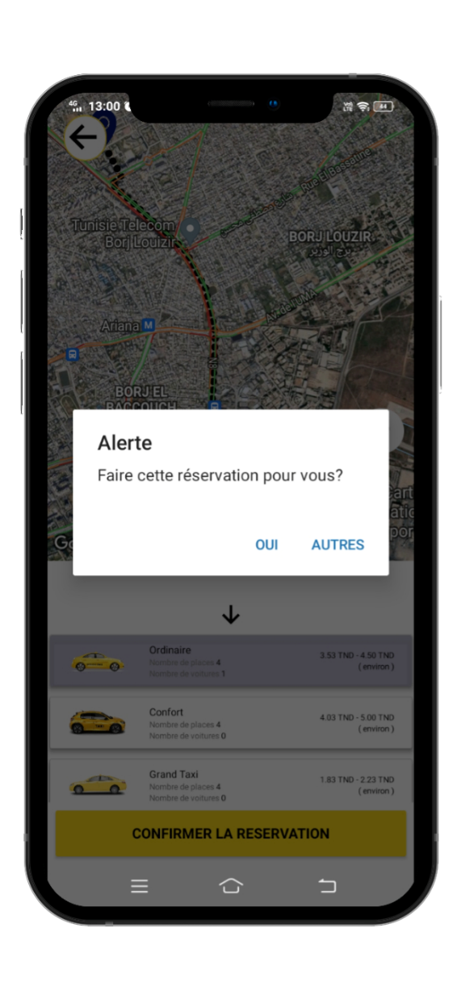 4G 13:00
VoLTE 44
Rue El Bassatine
Tunisie Telecom
Borj Louizir
BORJ LOUZIR
برج الوزير
Av. de l'UMA
Ariana M
BORJ EL
BACCOUCH
Alerte
Faire cette réservation pour vous?
OUI AUTRES
Ordinaire
Nombre de places 4
Nombre de voitures 1
3.53 TND - 4.50 TND
( environ )
Confort
Nombre de places 4
Nombre de voitures 0
4.03 TND - 5.00 TND
( environ )
TAXI
Grand Taxi
Nombre de places 4
Nombre de voitures 0
1.83 TND - 2.23 TND
( environ )
CONFIRMER LA RESERVATION